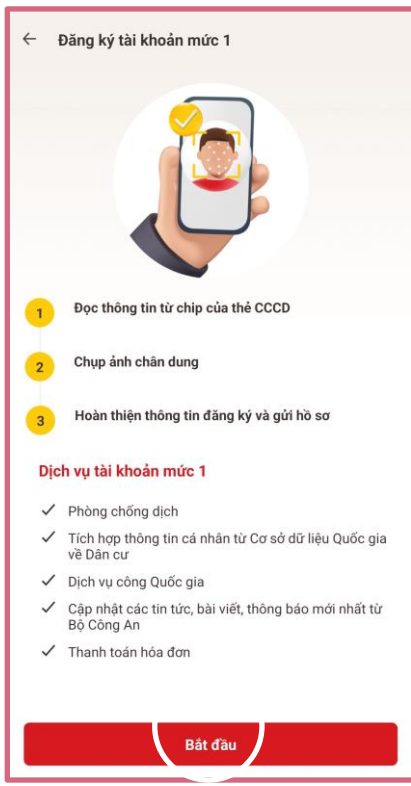 Đăng ký tài khoản mức 1
1 Đọc thông tin từ chip của thẻ CCCD
2 Chụp ảnh chân dung
3 Hoàn thiện thông tin đăng ký và gửi hồ sơ
Dịch vụ tài khoản mức 1
Phòng chống dịch
Tích hợp thông tin cá nhân từ Cơ sở dữ liệu Quốc gia
về Dân cư
Dịch vụ công Quốc gia
Cập nhật các tin tức, bài viết, thông báo mới nhất từ
Bộ Công An
Thanh toán hóa đơn
Bắt đầu